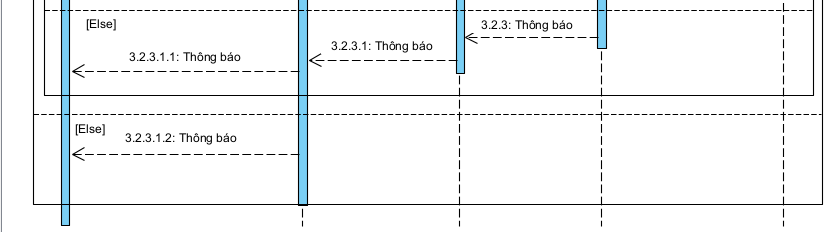 [Else]
3.2.3: Thông báo
3.2.3.1: Thông báo
3.2.3.1.1: Thông báo
[Else]
3.2.3.1.2: Thông báo